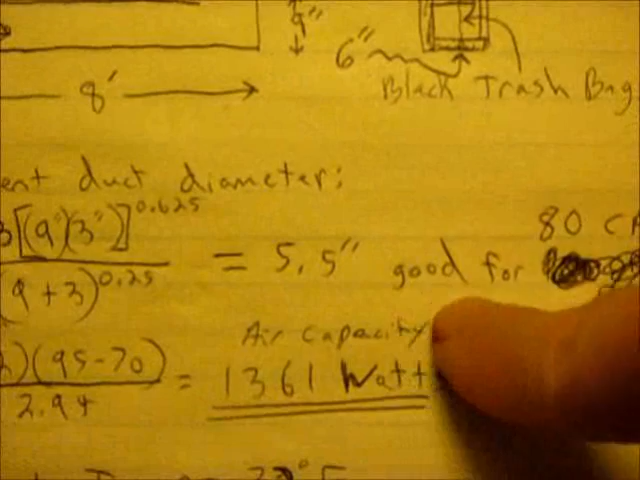 9"
6"
8'
Black Trash Bag
ent duct diameter:
3[(9")(3")]^0.625
(9+3)^0.25
= 5.5" good for
80
)(95-70)
2.94
Air capacity
= 1361 Watt